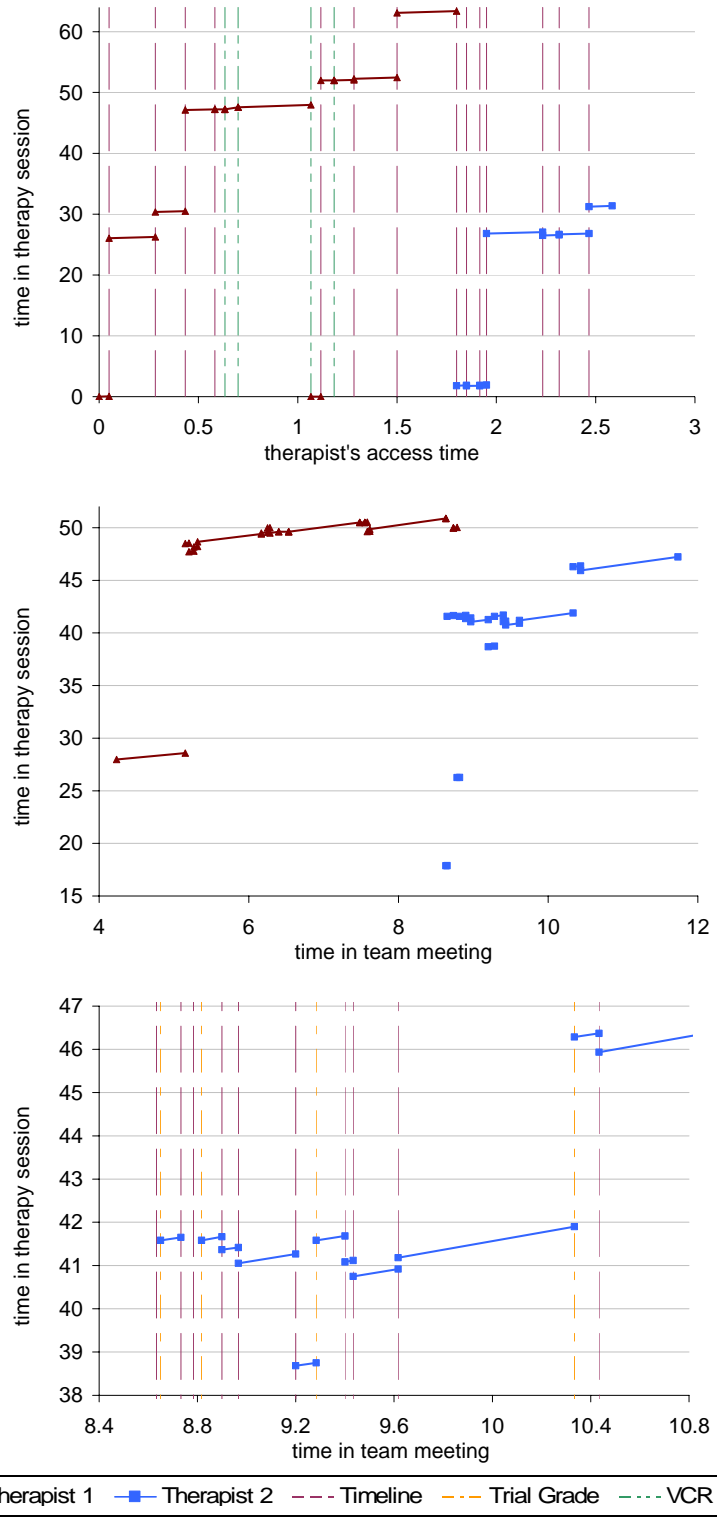 60
50
40
30
20
10
0
time in therapy session
0 0.5 1 1.5 2 2.5 3
therapist's access time
50
45
40
35
30
25
20
15
time in therapy session
4 6 8 10 12
time in team meeting
47
46
45
44
43
42
41
40
39
38
time in therapy session
8.4 8.8 9.2 9.6 10 10.4 10.8
time in team meeting
herapist 1 Therapist 2 Timeline Trial Grade VCR